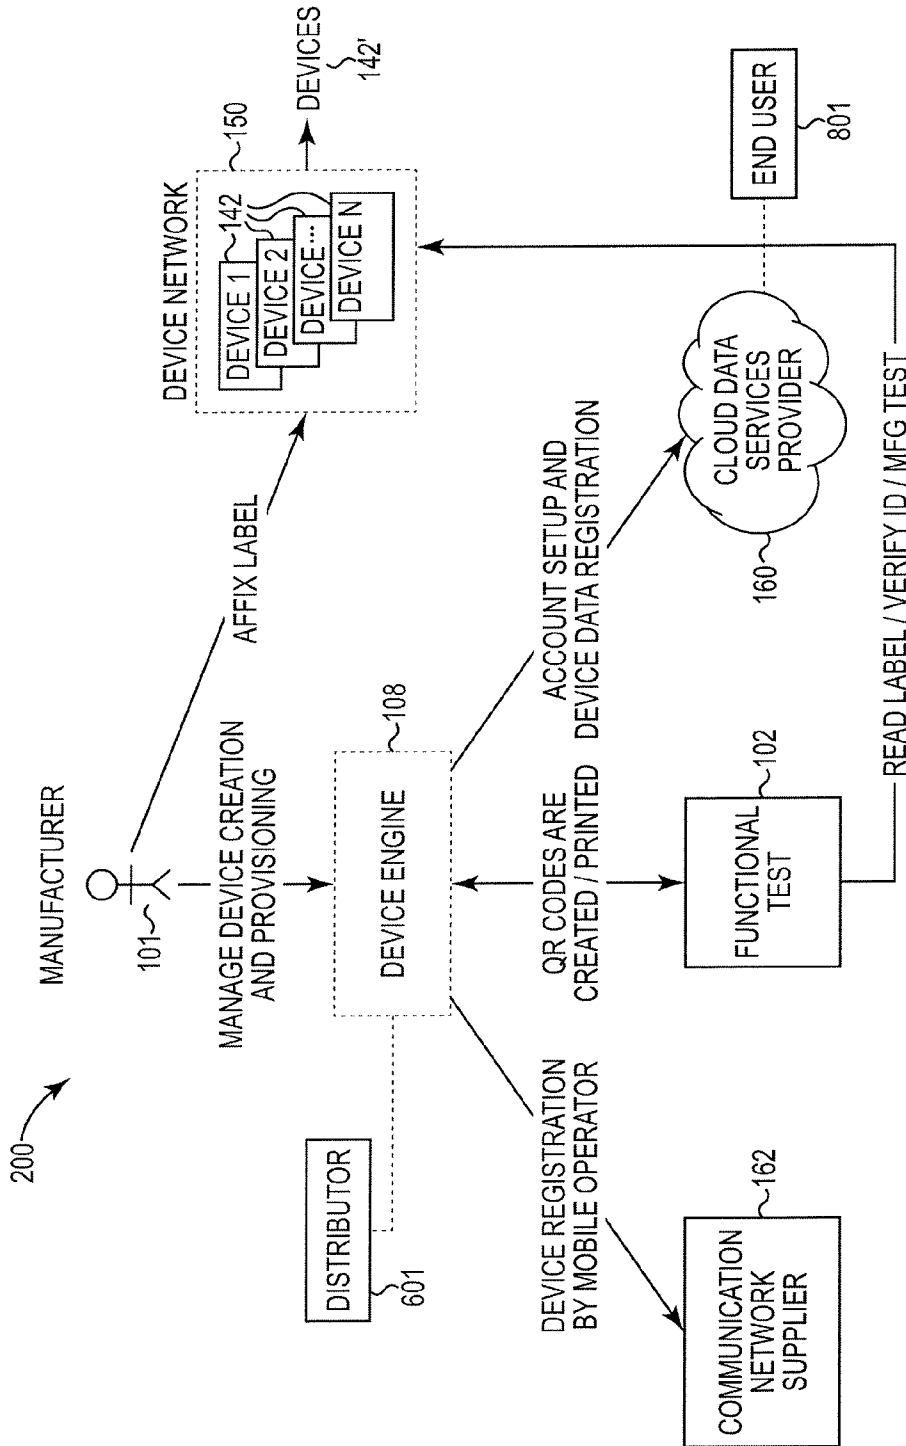 200
MANUFACTURER
101
AFFIX LABEL
DEVICE NETWORK
150
142
DEVICE 1
DEVICE 2
DEVICE...
DEVICE N
DEVICES
142'
MANAGE DEVICE CREATION
AND PROVISIONING
DISTRIBUTOR
601
DEVICE ENGINE
108
DEVICE REGISTRATION
BY MOBILE OPERATOR
QR CODES ARE
CREATED / PRINTED
ACCOUNT SETUP AND
DEVICE DATA REGISTRATION
COMMUNICATION
NETWORK
SUPPLIER
162
FUNCTIONAL
TEST
102
CLOUD DATA
SERVICES
PROVIDER
160
END USER
801
READ LABEL / VERIFY ID / MFG TEST